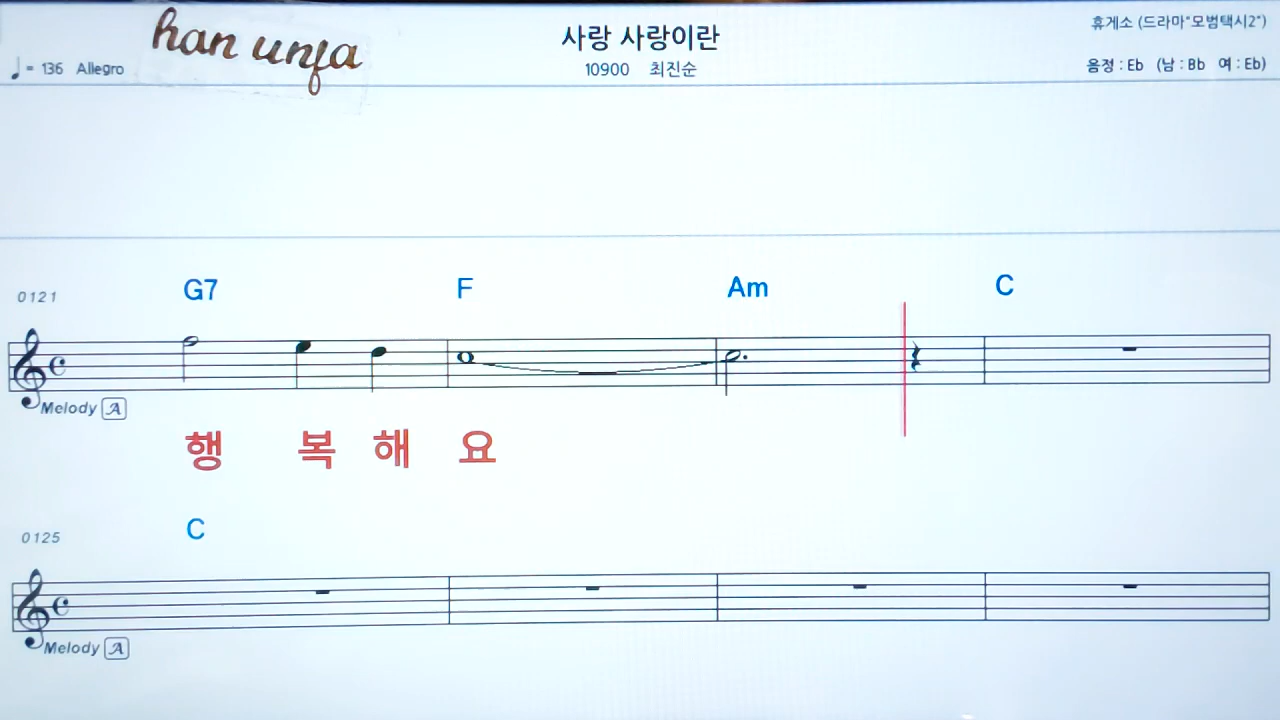 han unja
사랑 사랑이란
휴게소 (드라마"모범택시2")
♩= 136 Allegro
10900 최진순
음정 : Eb (남 : Bb 여 : Eb)
0121 G7 F Am C
Melody A
행 복 해 요
0125 C
Melody A